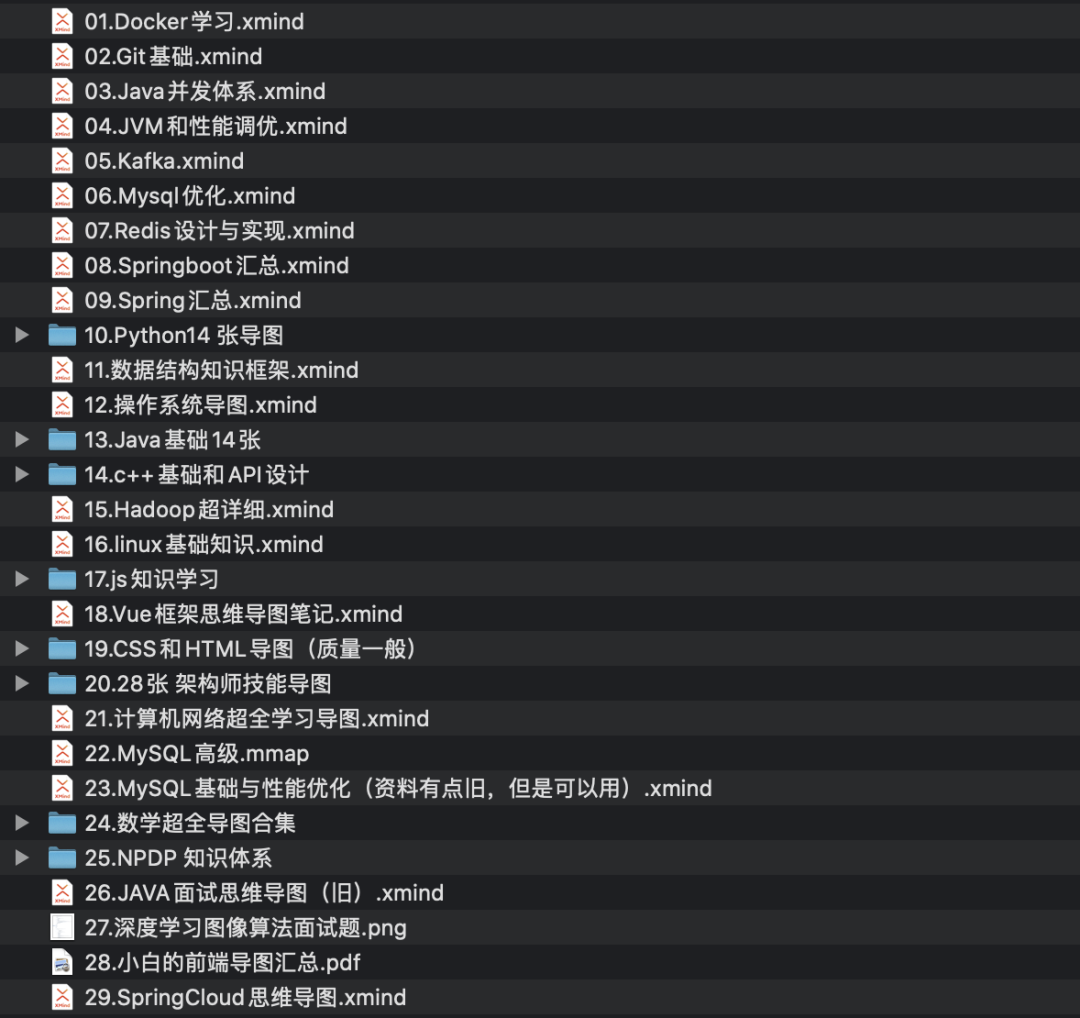 01.Docker学习.xmind
02.Git基础.xmind
03.Java并发体系.xmind
04.JVM和性能调优.xmind
05.Kafka.xmind
06.Mysql优化.xmind
07.Redis设计与实现.xmind
08.Springboot汇总.xmind
09.Spring汇总.xmind
10.Python14 张导图
11.数据结构知识框架.xmind
12.操作系统导图.xmind
13.Java基础14张
14.c++基础和API设计
15.Hadoop超详细.xmind
16.linux基础知识.xmind
17.js知识学习
18.Vue框架思维导图笔记.xmind
19.CSS和HTML导图（质量一般）
20.28张 架构师技能导图
21.计算机网络超全学习导图.xmind
22.MySQL高级.mmap
23.MySQL基础与性能优化（资料有点旧，但是可以用）.xmind
24.数学超全导图合集
25.NPDP 知识体系
26.JAVA面试思维导图（旧）.xmind
27.深度学习图像算法面试题.png
28.小白的前端导图汇总.pdf
29.SpringCloud思维导图.xmind